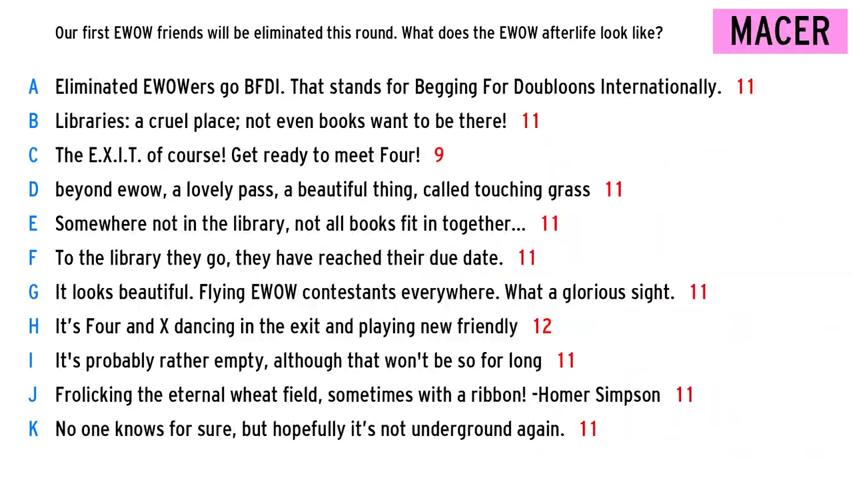 Our first EWOW friends will be eliminated this round. What does the EWOW afterlife look like?
MACER
A Eliminated EWOWers go BFDI. That stands for Begging For Doubloons Internationally. 11
B Libraries: a cruel place; not even books want to be there! 11
C The E.X.I.T. of course! Get ready to meet Four! 9
D beyond ewow, a lovely pass, a beautiful thing, called touching grass 11
E Somewhere not in the library, not all books fit in together... 11
F To the library they go, they have reached their due date. 11
G It looks beautiful. Flying EWOW contestants everywhere. What a glorious sight. 11
H It’s Four and X dancing in the exit and playing new friendly 12
I It's probably rather empty, although that won't be so for long 11
J Frolicking the eternal wheat field, sometimes with a ribbon! -Homer Simpson 11
K No one knows for sure, but hopefully it’s not underground again. 11